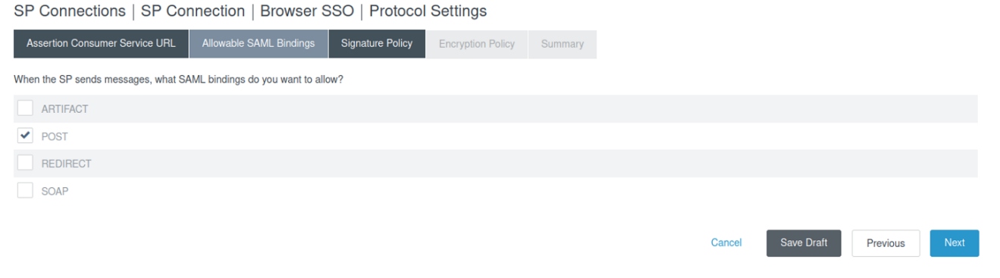 SP Connections | SP Connection | Browser SSO | Protocol Settings
Assertion Consumer Service URL Allowable SAML Bindings Signature Policy Encryption Policy Summary
When the SP sends messages, what SAML bindings do you want to allow?
ARTIFACT
POST
REDIRECT
SOAP
Cancel Save Draft Previous Next